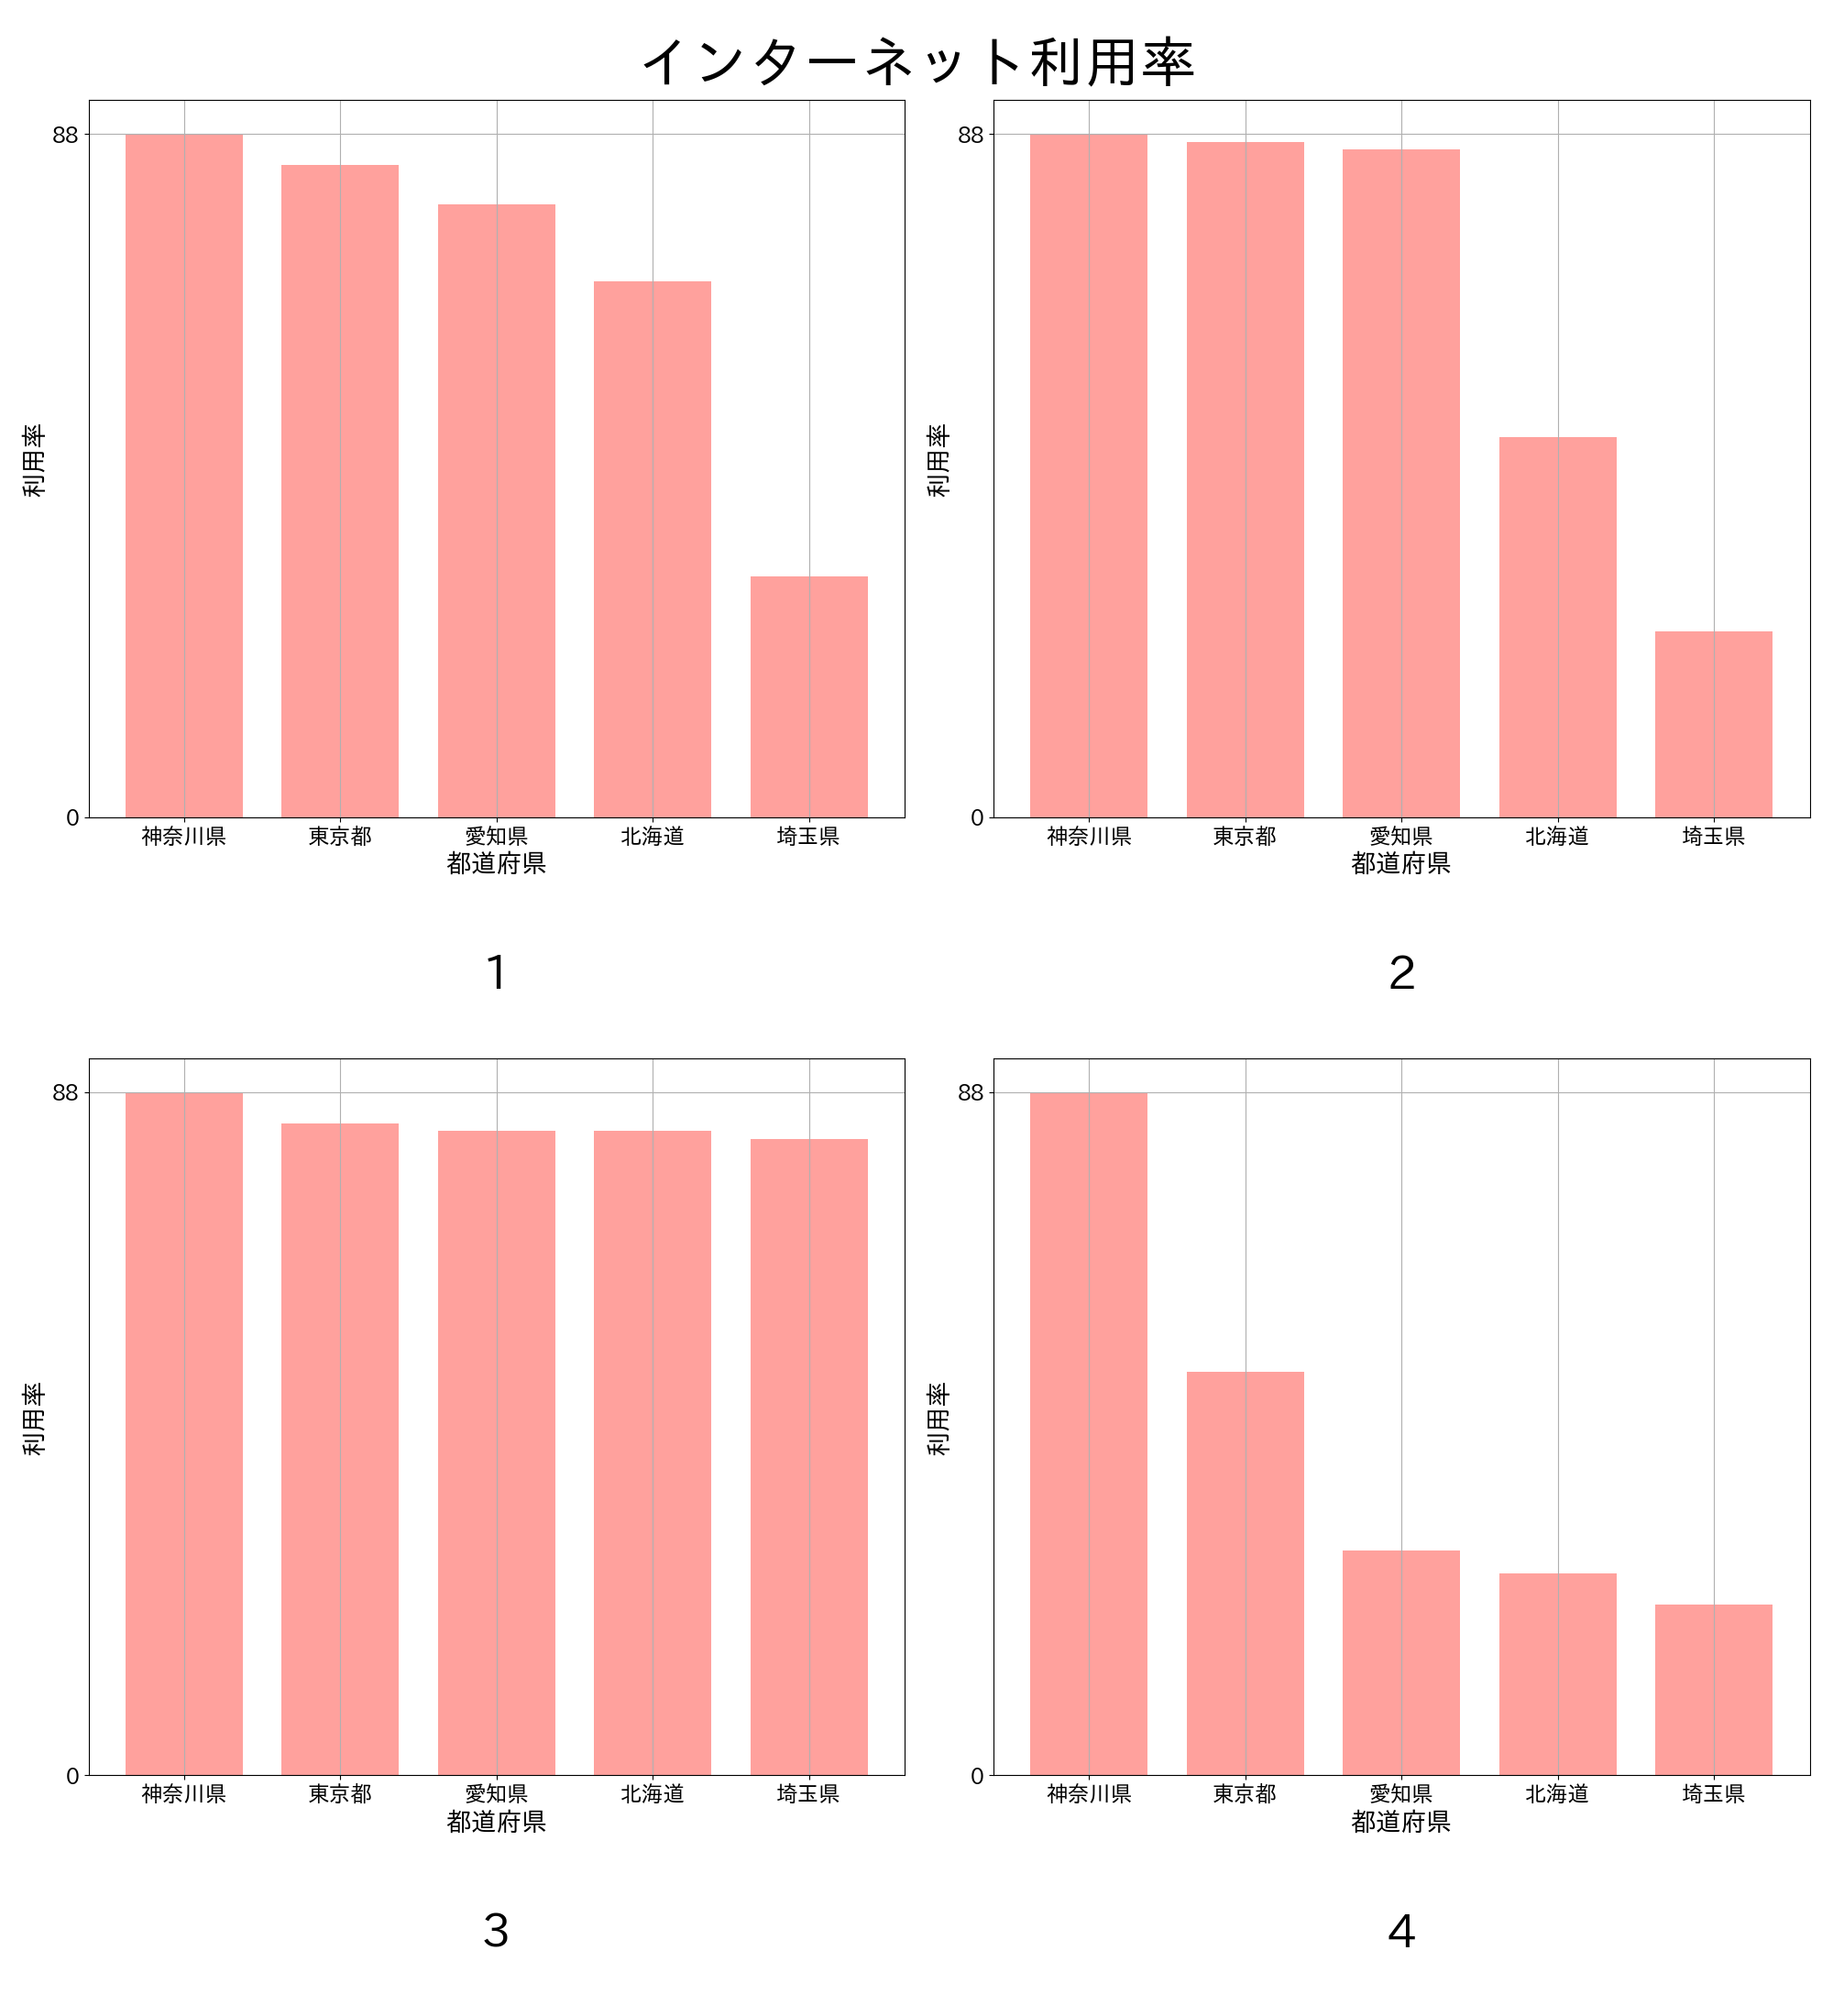 インターネット利用率
88
0
利用率
神奈川県 東京都 愛知県 北海道 埼玉県
都道府県
1
88
0
利用率
神奈川県 東京都 愛知県 北海道 埼玉県
都道府県
2
88
0
利用率
神奈川県 東京都 愛知県 北海道 埼玉県
都道府県
3
88
0
利用率
神奈川県 東京都 愛知県 北海道 埼玉県
都道府県
4